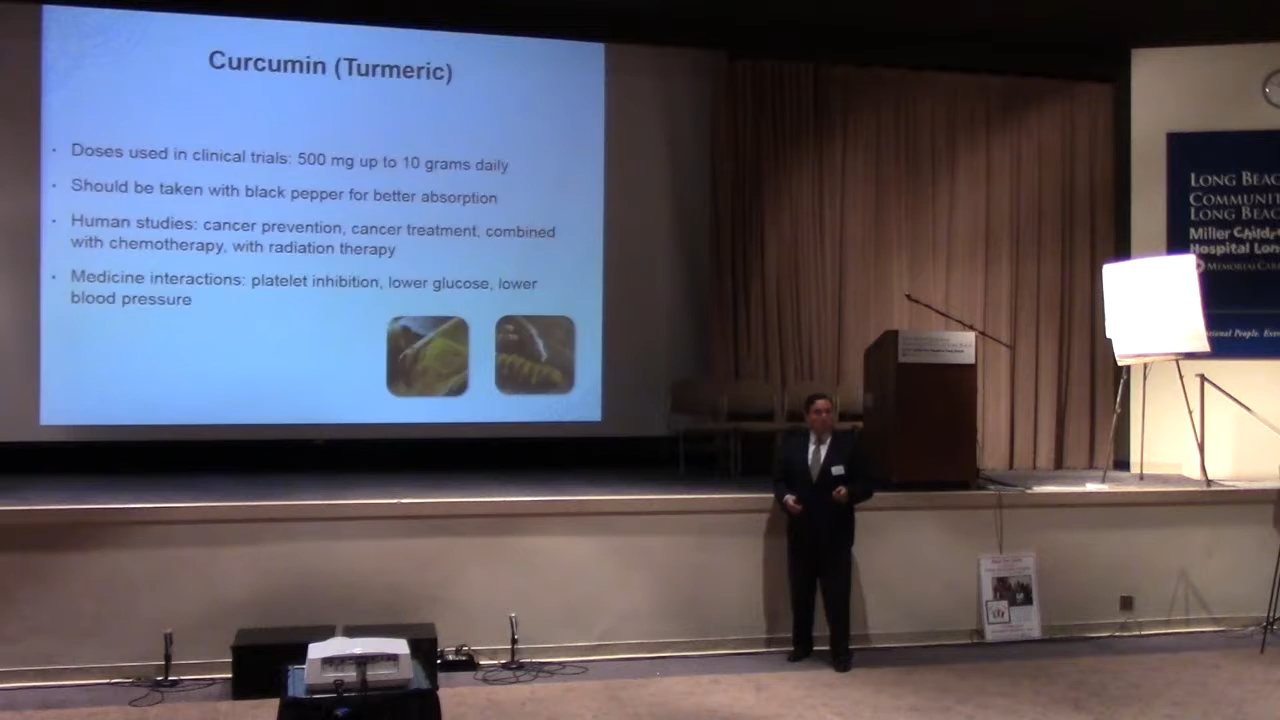 Curcumin (Turmeric)
· Doses used in clinical trials: 500 mg up to 10 grams daily
· Should be taken with black pepper for better absorption
· Human studies: cancer prevention, cancer treatment, combined
with chemotherapy, with radiation therapy
· Medicine interactions: platelet inhibition, lower glucose, lower
blood pressure
LONG BEAC
COMMUNIT
LONG BEAC
Miller Child
Hospital Lon
MEMORIAL CAR